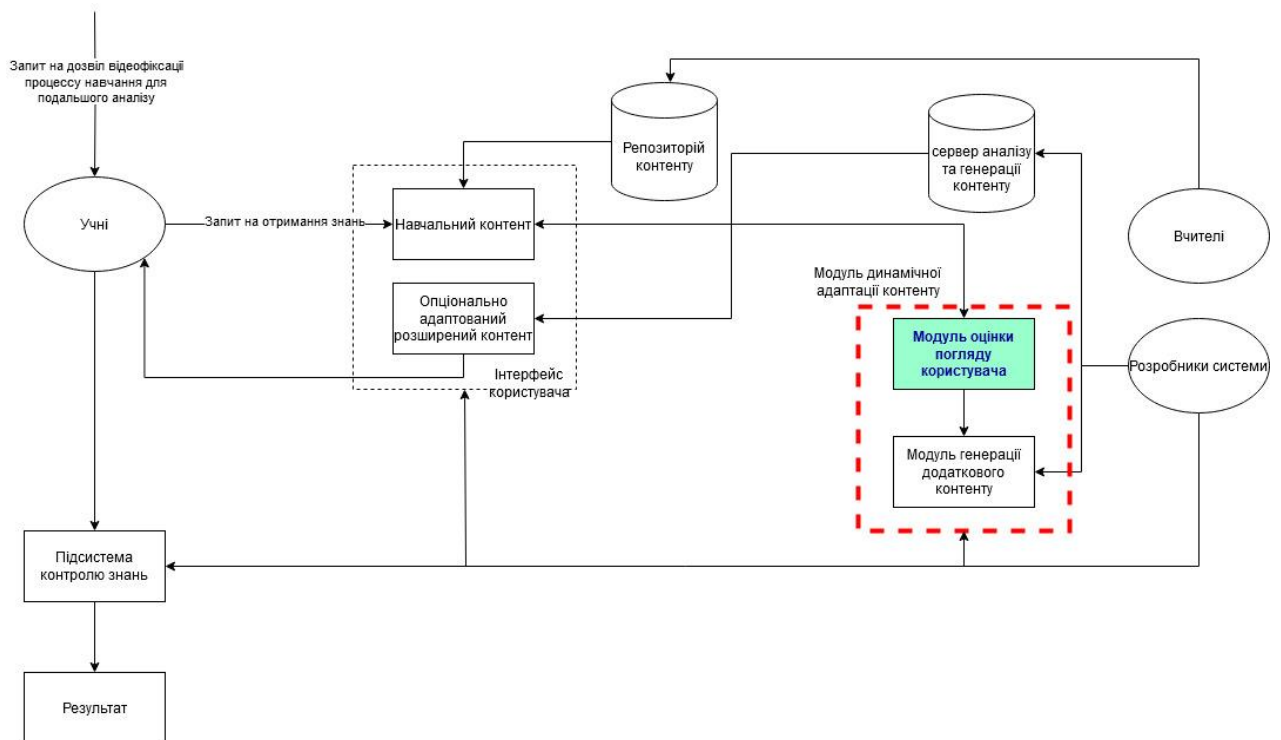 Запит на дозвіл відеофіксації
процессу навчання для
подальшого аналізу
Учні
Запит на отримання знань
Навчальний контент
Опціонально
адаптований
розширений контент
Інтерфейс
користувача
Репозиторій
контенту
сервер аналізу
та генерації
контенту
Вчителі
Модуль динамічної
адаптації контенту
Модуль оцінки
погляду
користувача
Розробники системи
Модуль генерації
додаткового
контенту
Підсистема
контролю знань
Результат